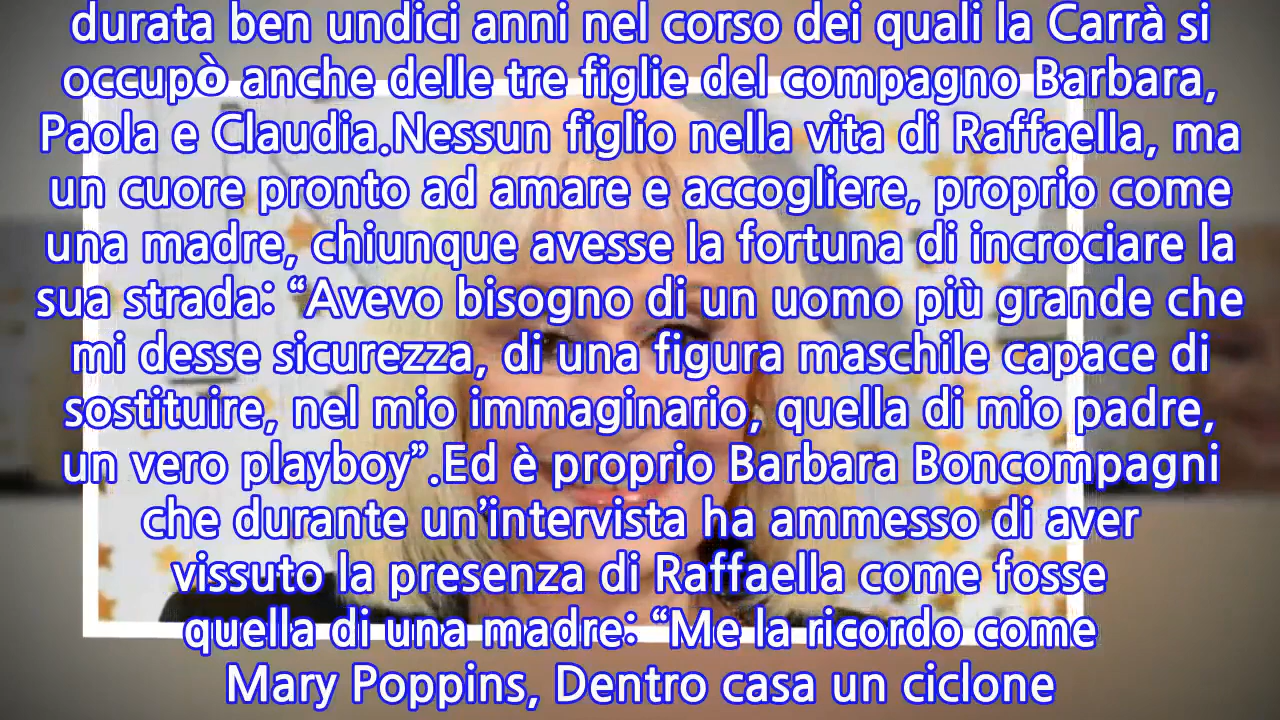 durata ben undici anni nel corso dei quali la Carrà si
occupò anche delle tre figlie del compagno Barbara,
Paola e Claudia.Nessun figlio nella vita di Raffaella, ma
un cuore pronto ad amare e accogliere, proprio come
una madre, chiunque avesse la fortuna di incrociare la
sua strada: “Avevo bisogno di un uomo più grande che
mi desse sicurezza, di una figura maschile capace di
sostituire, nel mio immaginario, quella di mio padre,
un vero playboy”.Ed è proprio Barbara Boncompagni
che durante un’intervista ha ammesso di aver
vissuto la presenza di Raffaella come fosse
quella di una madre: “Me la ricordo come
Mary Poppins, Dentro casa un ciclone